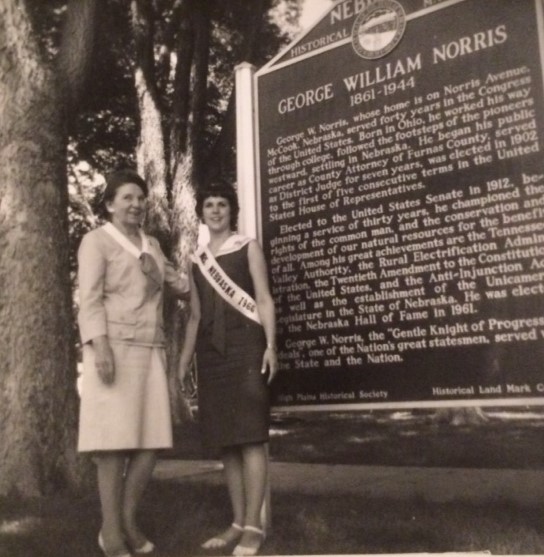 NEBR
HISTORICAL
GEORGE WILLIAM NORRIS
1861-1944
George W. Norris, whose home is on Norris Avenue,
McCook, Nebraska, served forty years in the Congress
of the United States. Born in Ohio, he worked his way
through college, followed the footsteps of the pioneers
westward, settling in Nebraska. He began his public
career as County Attorney of Furnas County, served
as District Judge for seven years, was elected in 1902
to the first of five consecutive terms in the United
States House of Representatives.
Elected to the United States Senate in 1912, be-
ginning a service of thirty years, he championed the
rights of the common man, and the conservation and
development of our natural resources for the benefit
of all. Among his great achievements are the Tennessee
Valley Authority, the Rural Electrification Admin
istration, the Twentieth Amendment to the Constitution
of the United States, and the Anti-Injunction Ac
as well as the establishment of the Unicamer
Legislature in the State of Nebraska. He was elect
to the Nebraska Hall of Fame in 1961.
George W. Norris, the "Gentle Knight of Progress
deals", one of the Nation's great statesmen, served
the State and the Nation.
High Plains Historical Society Historical Land Mark Co
NEBRASKA 1966